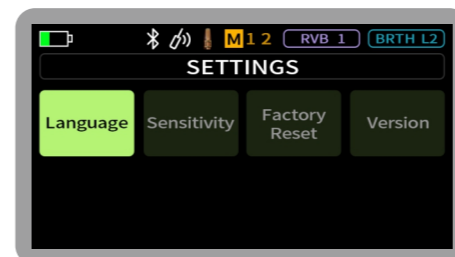 M 1 2 RVB 1 BRTH L2
SETTINGS
Language Sensitivity Factory Reset Version